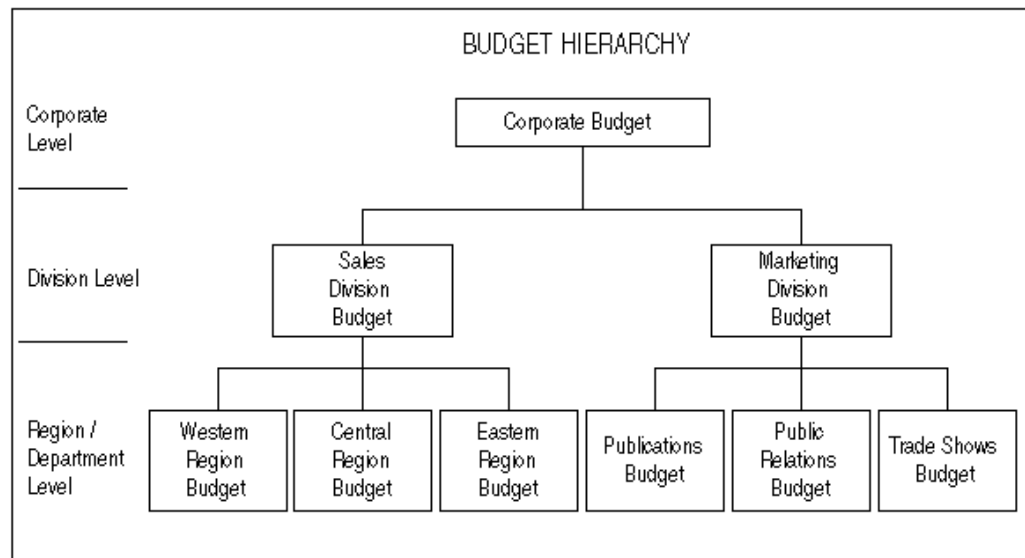 BUDGET HIERARCHY
Corporate
Level
Corporate Budget
Division Level
Sales
Division
Budget
Marketing
Division
Budget
Region /
Department
Level
Western
Region
Budget
Central
Region
Budget
Eastern
Region
Budget
Publications
Budget
Public
Relations
Budget
Trade Shows
Budget